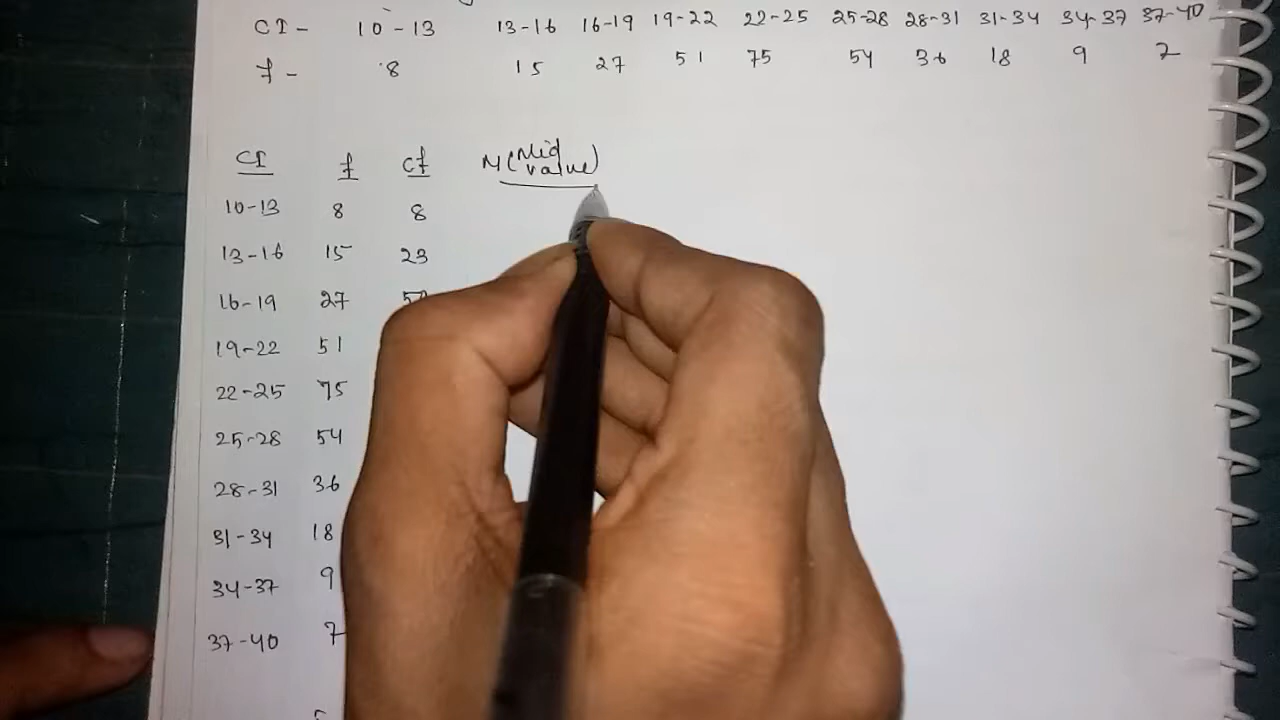 CI - 10-13 13-16 16-19 19-22 22-25 25-28 28-31 31-34 34-37 37-40
f - 8 15 27 51 75 54 36 18 9 7
CI f cf M(Mid value)
10-13 8 8
13-16 15 23
16-19 27
19-22 51
22-25 75
25-28 54
28-31 36
31-34 18
34-37 9
37-40 7